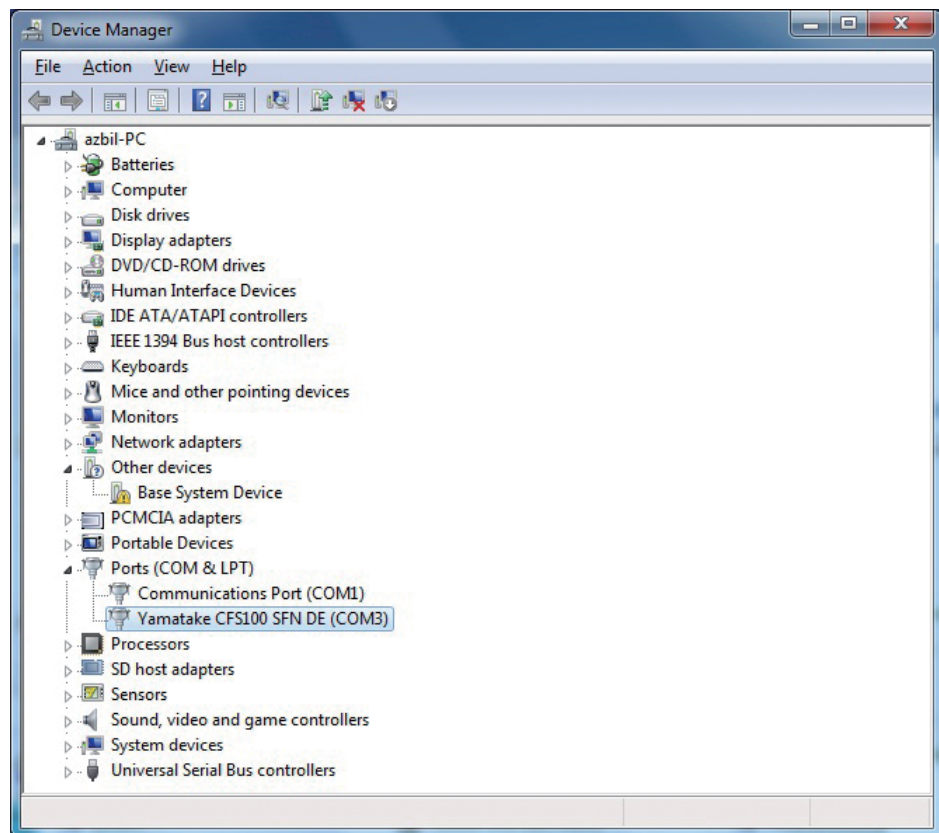 Device Manager
File Action View Help
azbil-PC
Batteries
Computer
Disk drives
Display adapters
DVD/CD-ROM drives
Human Interface Devices
IDE ATA/ATAPI controllers
IEEE 1394 Bus host controllers
Keyboards
Mice and other pointing devices
Monitors
Network adapters
Other devices
Base System Device
PCMCIA adapters
Portable Devices
Ports (COM & LPT)
Communications Port (COM1)
Yamatake CFS100 SFN DE (COM3)
Processors
SD host adapters
Sensors
Sound, video and game controllers
System devices
Universal Serial Bus controllers